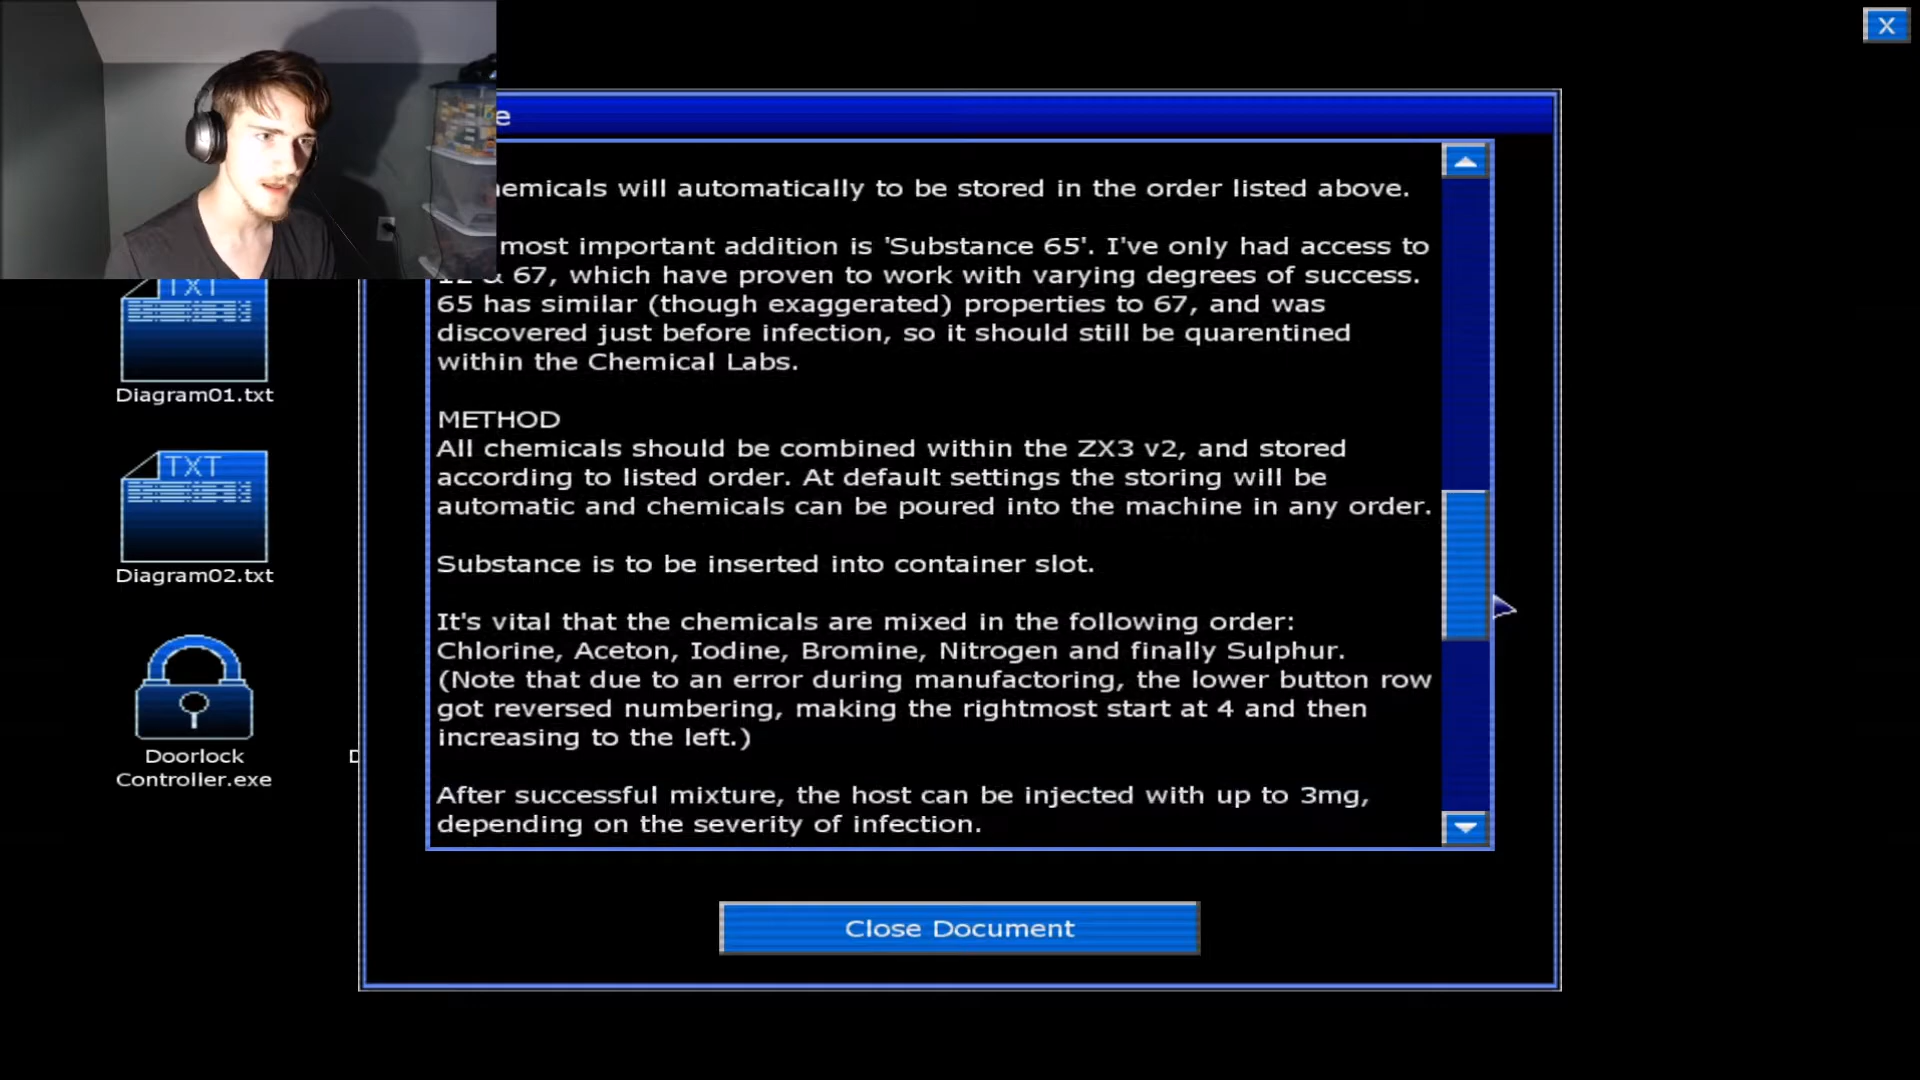 X
e
hemicals will automatically to be stored in the order listed above.
most important addition is 'Substance 65'. I've only had access to
12 & 67, which have proven to work with varying degrees of success.
65 has similar (though exaggerated) properties to 67, and was
discovered just before infection, so it should still be quarentined
within the Chemical Labs.
METHOD
All chemicals should be combined within the ZX3 v2, and stored
according to listed order. At default settings the storing will be
automatic and chemicals can be poured into the machine in any order.
Substance is to be inserted into container slot.
It's vital that the chemicals are mixed in the following order:
Chlorine, Aceton, Iodine, Bromine, Nitrogen and finally Sulphur.
(Note that due to an error during manufactoring, the lower button row
got reversed numbering, making the rightmost start at 4 and then
increasing to the left.)
After successful mixture, the host can be injected with up to 3mg,
depending on the severity of infection.
Close Document
TXT
Diagram01.txt
TXT
Diagram02.txt
Doorlock
Controller.exe